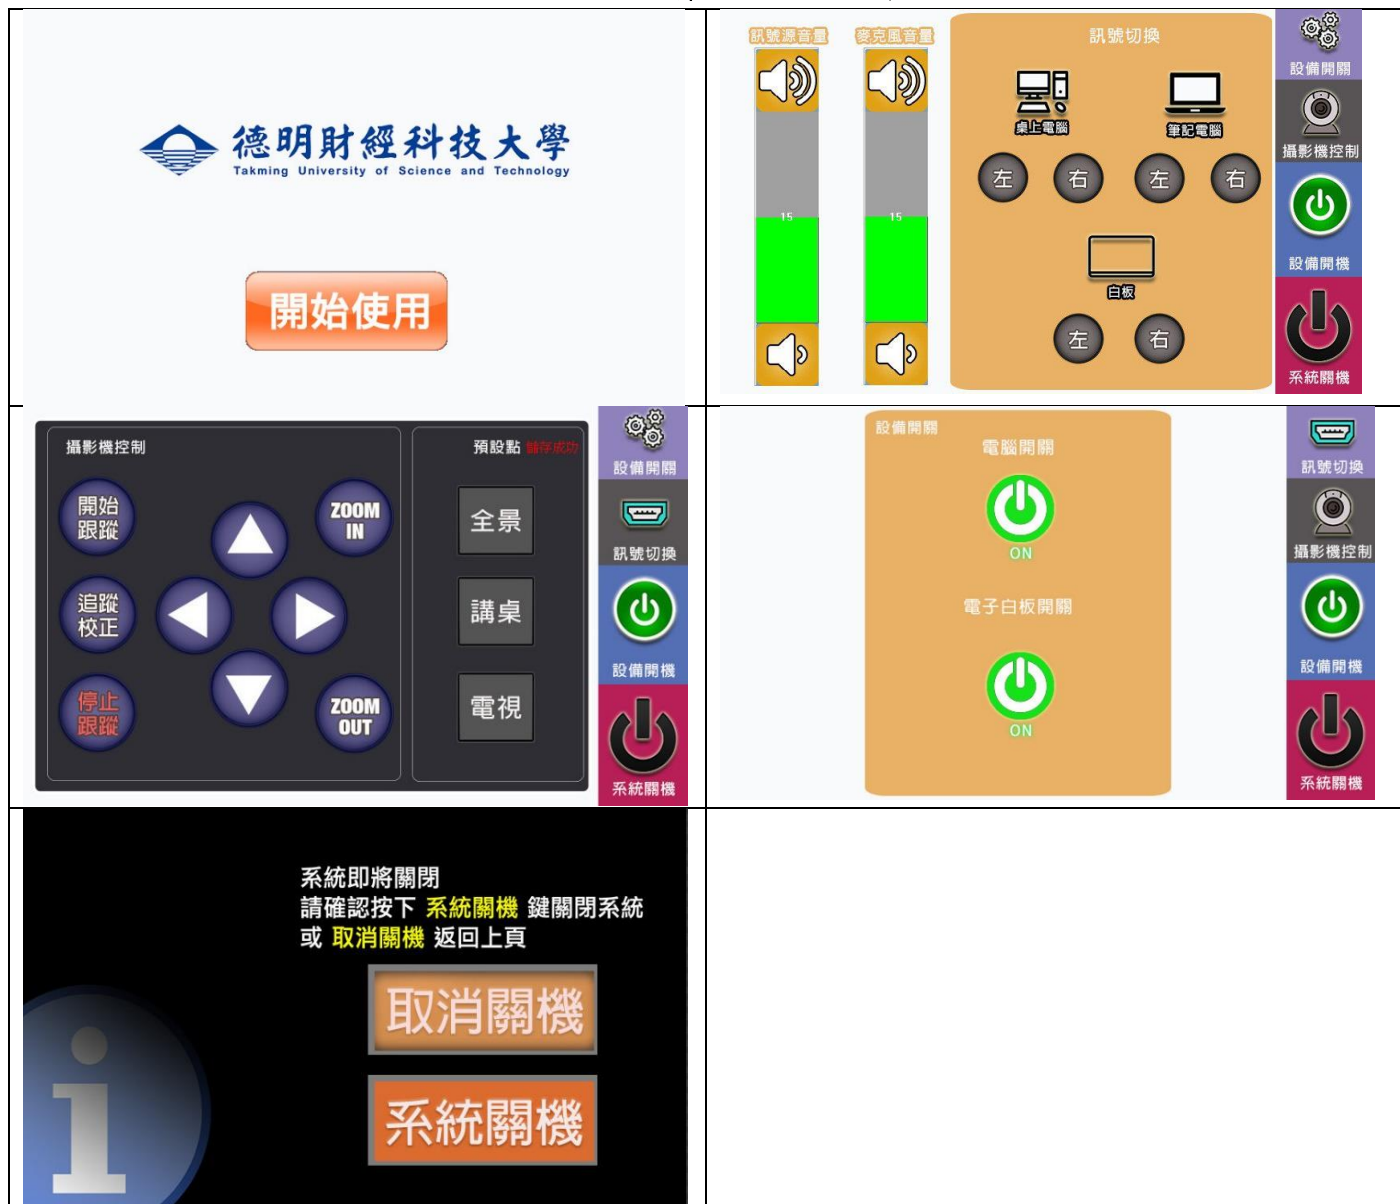 德明財經科技大學
Takming University of Science and Technology
開始使用
訊號源音量
麥克風音量
15
15
訊號切換
桌上電腦
筆記電腦
左
右
左
右
白板
左
右
設備開關
攝影機控制
設備開機
系統關機
攝影機控制
開始
跟蹤
追蹤
校正
停止
跟蹤
ZOOM
IN
ZOOM
OUT
預設點 儲存成功
全景
講桌
電視
設備開關
訊號切換
設備開機
系統關機
設備開關
電腦開關
ON
電子白板開關
ON
訊號切換
攝影機控制
設備開機
系統關機
系統即將關閉
請確認按下 系統關機 鍵關閉系統
或 取消關機 返回上頁
取消關機
系統關機